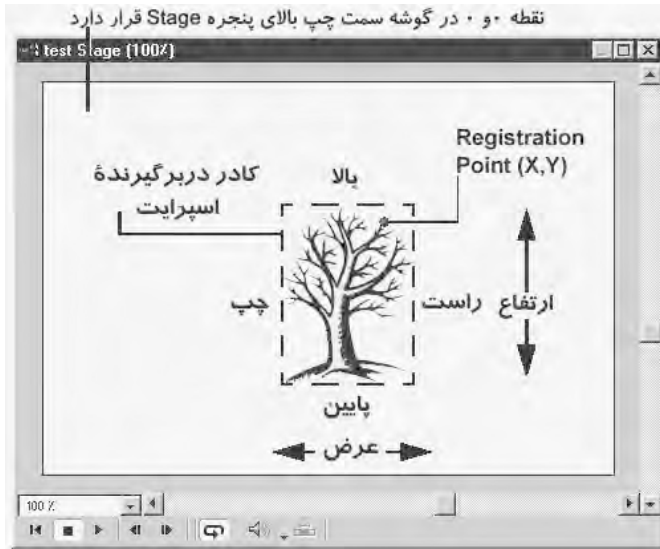 نقطه ۰و ۰ در گوشه سمت چپ بالای پنجره Stage قرار دارد
test Stage (100%)
Registration
Point (X,Y)
کادر دربرگیرندهٔ
اسپرایت
بالا
چپ
راست
ارتفاع
پایین
عرض
100 %